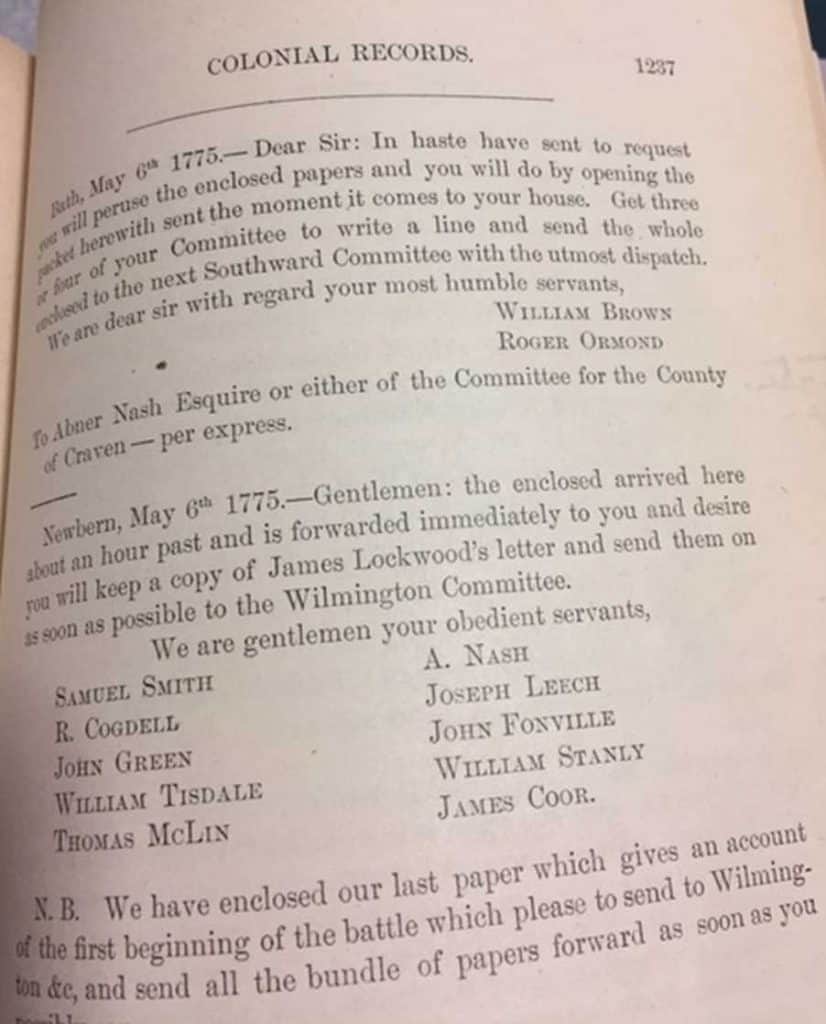 COLONIAL RECORDS. 1237
Bath, May 6th 1775.— Dear Sir: In haste have sent to request
you will peruse the enclosed papers and you will do by opening the
packet herewith sent the moment it comes to your house. Get three
or four of your Committee to write a line and send the whole
enclosed to the next Southward Committee with the utmost dispatch.
We are dear sir with regard your most humble servants,
WILLIAM BROWN
ROGER ORMOND
To Abner Nash Esquire or either of the Committee for the County
of Craven — per express.
Newbern, May 6th 1775.—Gentlemen: the enclosed arrived here
about an hour past and is forwarded immediately to you and desire
you will keep a copy of James Lockwood's letter and send them on
as soon as possible to the Wilmington Committee.
We are gentlemen your obedient servants,
SAMUEL SMITH A. NASH
R. COGDELL JOSEPH LEECH
JOHN GREEN JOHN FONVILLE
WILLIAM TISDALE WILLIAM STANLY
THOMAS MCLIN JAMES COOR.
N. B. We have enclosed our last paper which gives an account
of the first beginning of the battle which please to send to Wilming-
ton &c, and send all the bundle of papers forward as soon as you